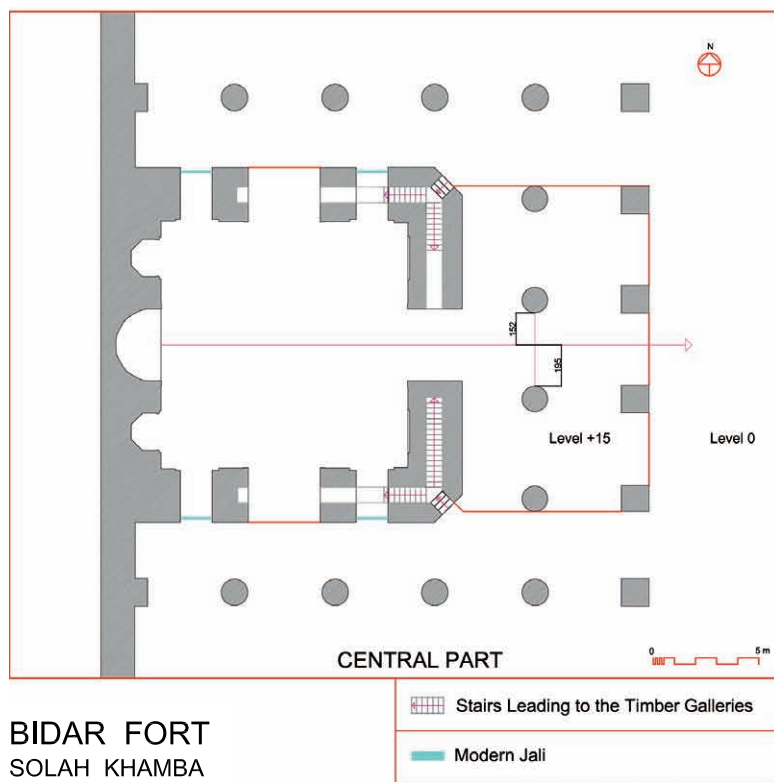 N
152
195
Level +15
Level 0
CENTRAL PART
0
5 m
Stairs Leading to the Timber Galleries
BIDAR FORT
SOLAH KHAMBA
Modern Jali